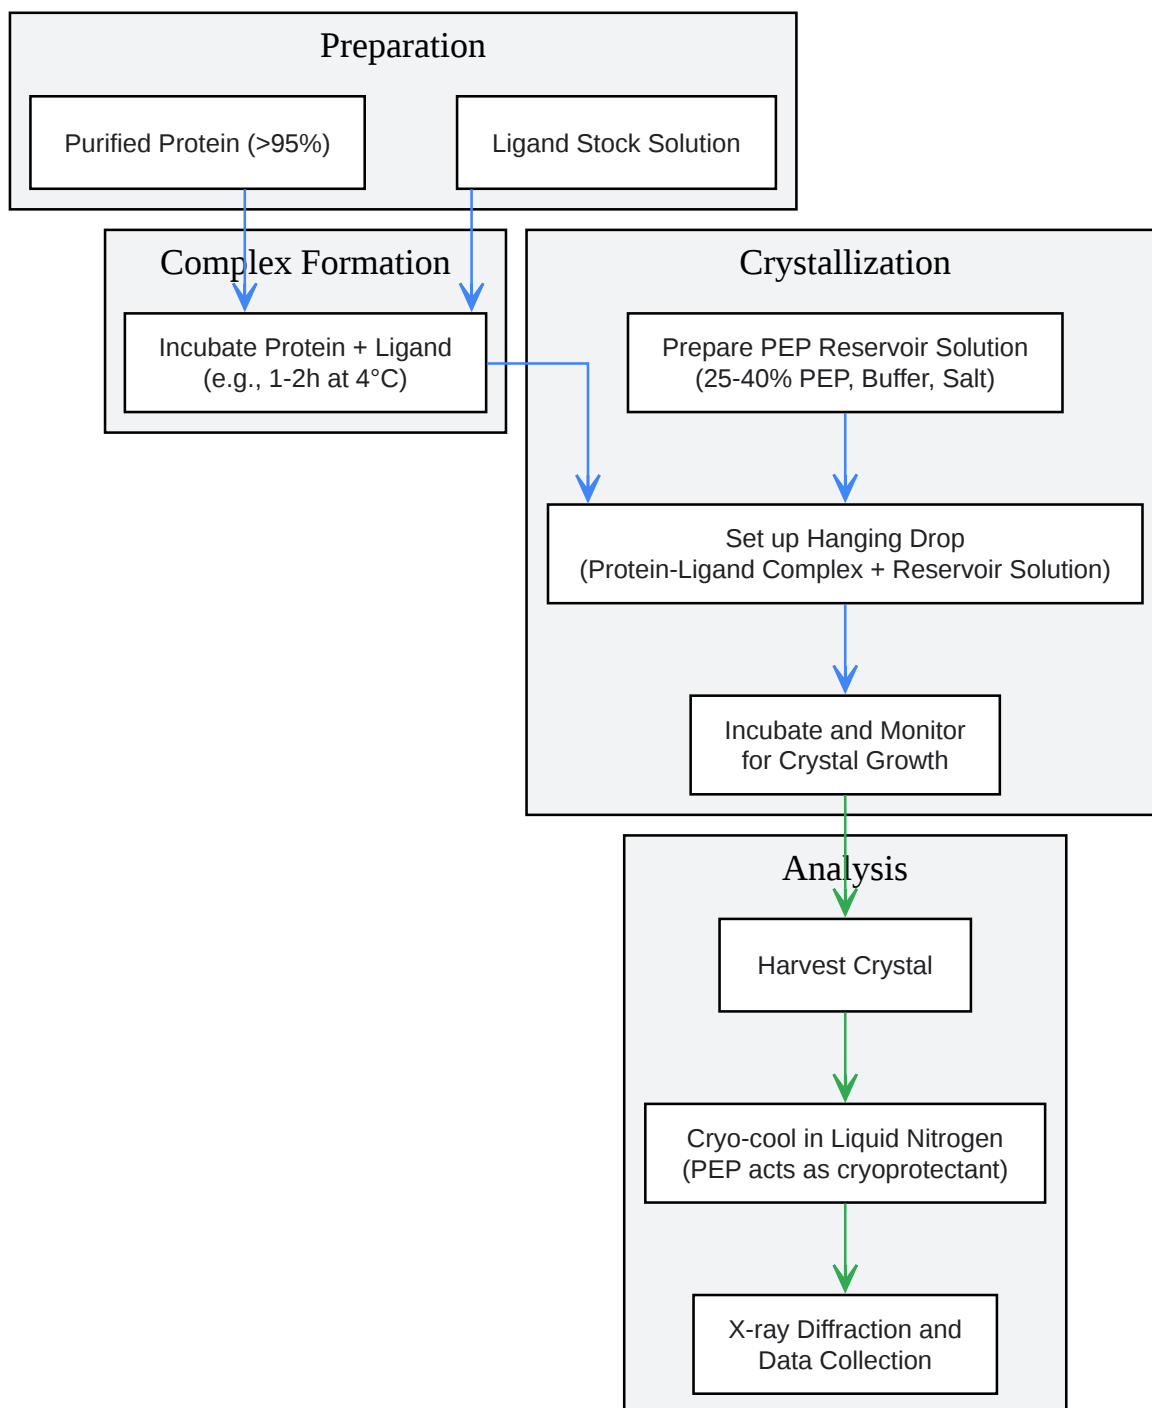 Preparation
Purified Protein (>95%)
Ligand Stock Solution
Complex Formation
Incubate Protein + Ligand
(e.g., 1-2h at 4°C)
Crystallization
Prepare PEP Reservoir Solution
(25-40% PEP, Buffer, Salt)
Set up Hanging Drop
(Protein-Ligand Complex + Reservoir Solution)
Incubate and Monitor
for Crystal Growth
Analysis
Harvest Crystal
Cryo-cool in Liquid Nitrogen
(PEP acts as cryoprotectant)
X-ray Diffraction and
Data Collection